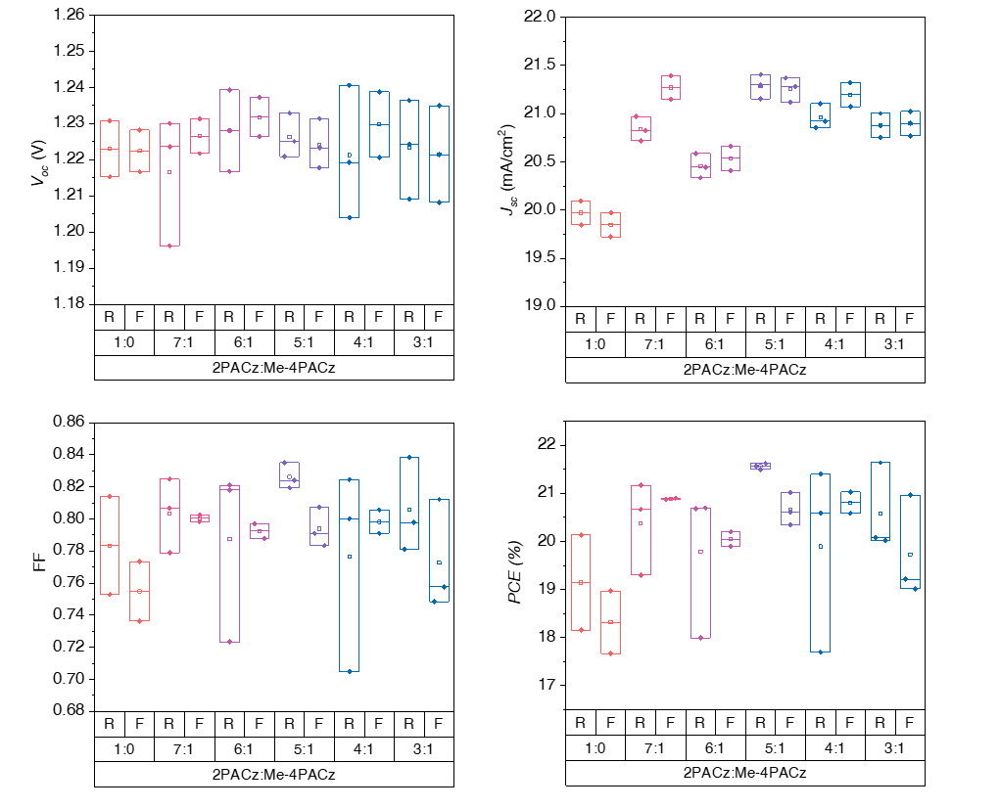 1.26
1.25
1.24
1.23
1.22
1.21
1.20
1.19
1.18
Voc (V)
R F R F R F R F R F R F
1:0 7:1 6:1 5:1 4:1 3:1
2PACz:Me-4PACz
22.0
21.5
21.0
20.5
20.0
19.5
19.0
Jsc (mA/cm²)
R F R F R F R F R F R F
1:0 7:1 6:1 5:1 4:1 3:1
2PACz:Me-4PACz
0.86
0.84
0.82
0.80
0.78
0.76
0.74
0.72
0.70
0.68
FF
R F R F R F R F R F R F
1:0 7:1 6:1 5:1 4:1 3:1
2PACz:Me-4PACz
22
21
20
19
18
17
PCE (%)
R F R F R F R F R F R F
1:0 7:1 6:1 5:1 4:1 3:1
2PACz:Me-4PACz